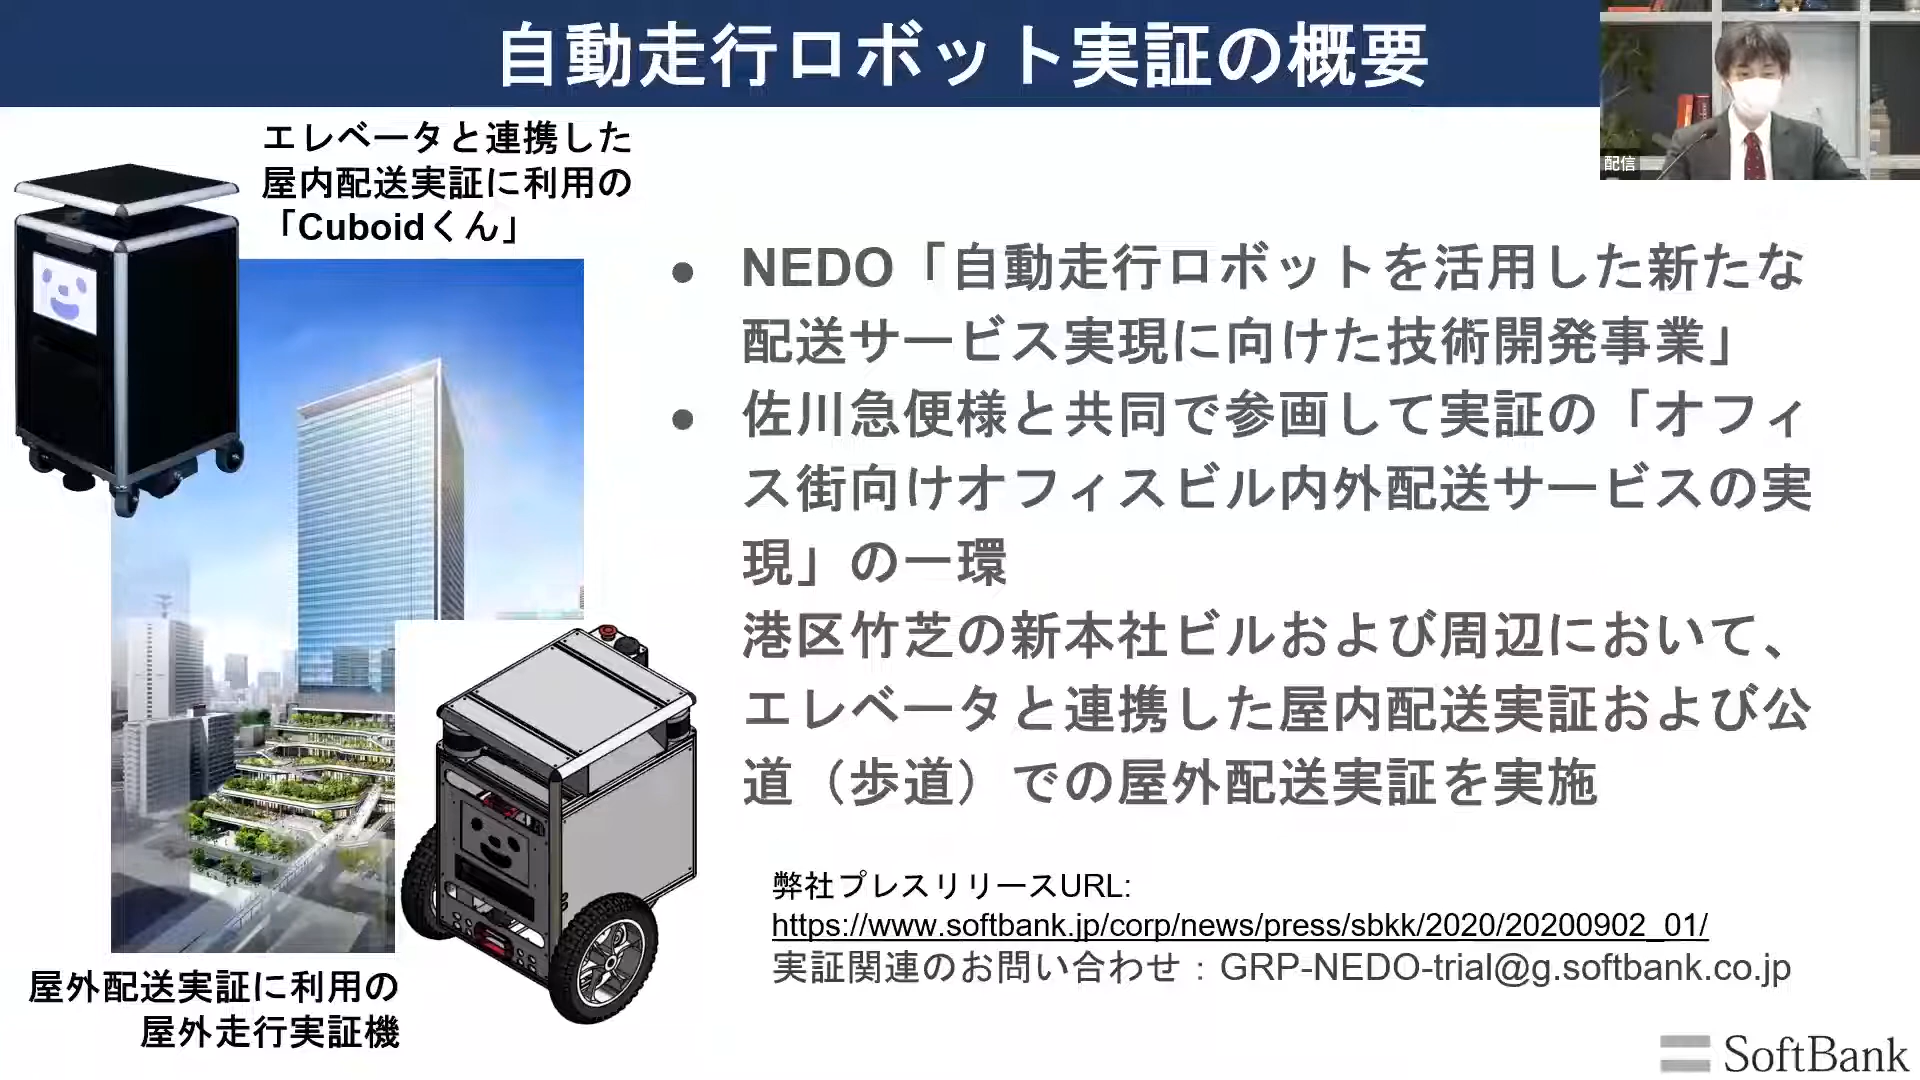 自動走行ロボット実証の概要
配信
エレベータと連携した
屋内配送実証に利用の
「Cuboidくん」
● NEDO「自動走行ロボットを活用した新たな
配送サービス実現に向けた技術開発事業」
● 佐川急便様と共同で参画して実証の「オフィ
ス街向けオフィスビル内外配送サービスの実
現」の一環
港区竹芝の新本社ビルおよび周辺において、
エレベータと連携した屋内配送実証および公
道（歩道）での屋外配送実証を実施
弊社プレスリリースURL:
https://www.softbank.jp/corp/news/press/sbkk/2020/20200902_01/
実証関連のお問い合わせ：GRP-NEDO-trial@g.softbank.co.jp
屋外配送実証に利用の
屋外走行実証機
SoftBank